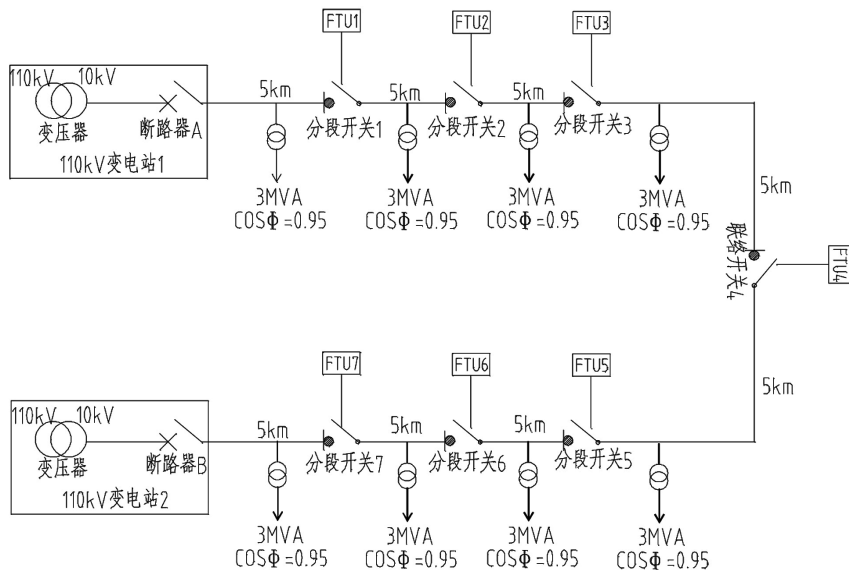 FTU1
FTU2
FTU3
110kV
10kV
变压器
断路器A
110kV变电站1
5km
分段开关1
5km
分段开关2
5km
分段开关3
3MVA
COSΦ=0.95
3MVA
COSΦ=0.95
3MVA
COSΦ=0.95
3MVA
COSΦ=0.95
5km
联络开关4
FTU4
5km
FTU7
FTU6
FTU5
110kV
10kV
变压器
断路器B
110kV变电站2
5km
分段开关7
5km
分段开关6
5km
分段开关5
3MVA
COSΦ=0.95
3MVA
COSΦ=0.95
3MVA
COSΦ=0.95
3MVA
COSΦ=0.95